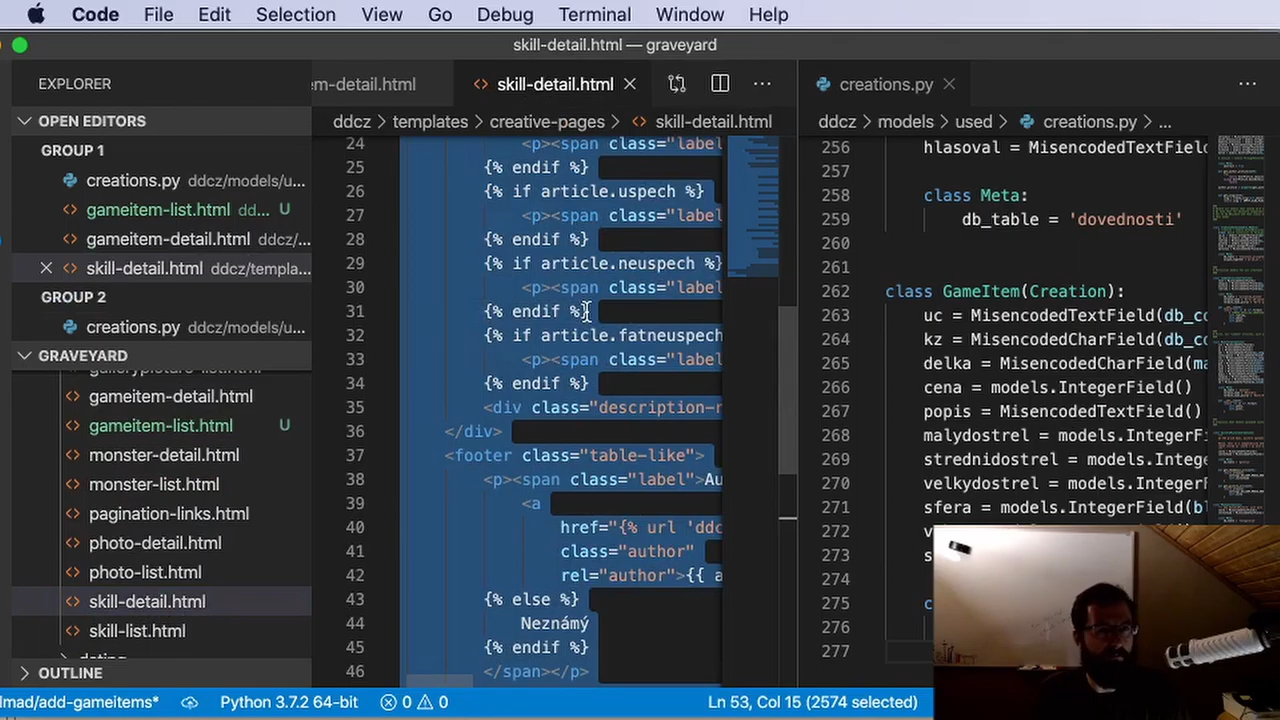 Code File Edit Selection View Go Debug Terminal Window Help
skill-detail.html — graveyard
EXPLORER
OPEN EDITORS
GROUP 1
creations.py ddcz/models/u...
gameitem-list.html dd... U
gameitem-detail.html ddcz/...
skill-detail.html ddcz/templa...
GROUP 2
creations.py ddcz/models/u...
GRAVEYARD
gameitem-detail.html
gameitem-list.html U
monster-detail.html
monster-list.html
pagination-links.html
photo-detail.html
photo-list.html
skill-detail.html
skill-list.html
OUTLINE
m-detail.html skill-detail.html
ddcz > templates > creative-pages > skill-detail.html
24 <p><span class="label
25 {% endif %}
26 {% if article.uspech %}
27 <p><span class="label
28 {% endif %}
29 {% if article.neuspech %}
30 <p><span class="label
31 {% endif %}
32 {% if article.fatneuspech
33 <p><span class="label
34 {% endif %}
35 <div class="description-r
36 </div>
37 <footer class="table-like">
38 <p><span class="label">Au
39 <a
40 href="{% url 'ddc
41 class="author"
42 rel="author">{{ a
43 {% else %}
44 Neznámý
45 {% endif %}
46 </span></p>
creations.py
ddcz > models > used > creations.py > ...
256 hlasoval = MisencodedTextField
257
258 class Meta:
259 db_table = 'dovednosti'
260
261
262 class GameItem(Creation):
263 uc = MisencodedTextField(db_co
264 kz = MisencodedCharField(db_co
265 delka = MisencodedCharField(ma
266 cena = models.IntegerField()
267 popis = MisencodedTextField()
268 malydostrel = models.IntegerF
269 strednidostrel = models.Integ
270 velkydostrel = models.Integer
271 sfera = models.IntegerField(bl
272 v
273 s
274
275 c
276
277
lmad/add-gameitems* Python 3.7.2 64-bit 0 0 Ln 53, Col 15 (2574 selected)